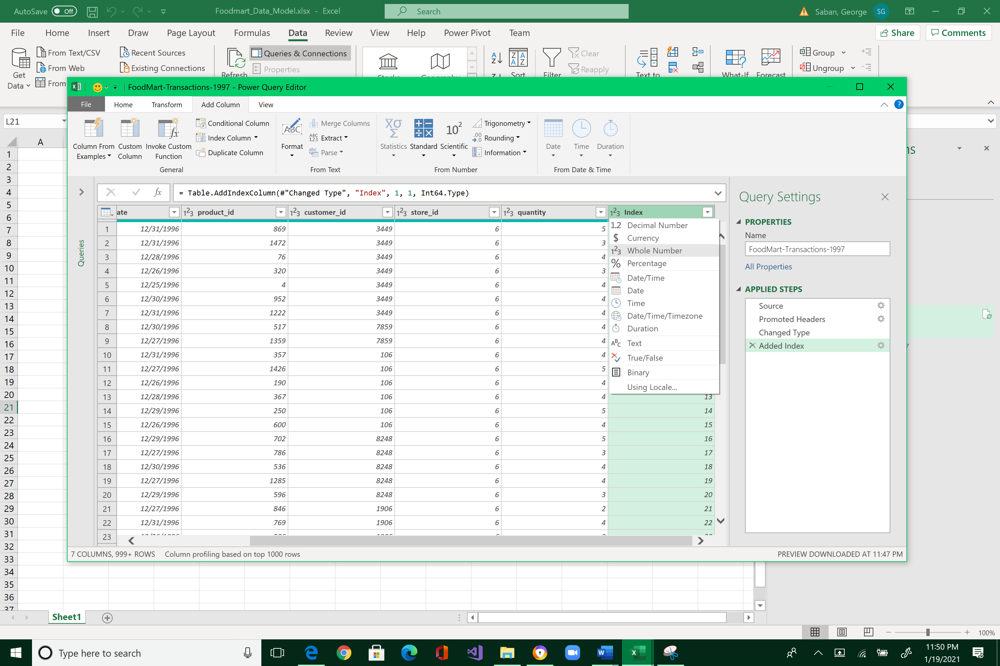 AutoSave Off Foodmart_Data_Model.xlsx - Excel Search Saban, George SG
File Home Insert Draw Page Layout Formulas Data Review View Help Power Pivot Team Share Comments
From Text/CSV Recent Sources Queries & Connections Clear Group
From Web Existing Connections Properties Reapply Ungroup
Get Data From Refresh Sort Filter Text to What-If Forecast
FoodMart-Transactions-1997 - Power Query Editor
File Home Transform Add Column View
L21
Conditional Column Merge Columns Trigonometry
Index Column Extract Rounding
Column From Examples Custom Column Invoke Custom Function Duplicate Column Format Parse Statistics Standard Scientific Information Date Time Duration
General From Text From Number From Date & Time
= Table.AddIndexColumn(#"Changed Type", "Index", 1, 1, Int64.Type)
Query Settings
ate product_id customer_id store_id quantity Index
1 12/31/1996 869 3449 6 5
2 12/31/1996 1472 3449 6 3
3 12/28/1996 76 3449 6 4
4 12/26/1996 320 3449 6 3
5 12/25/1996 4 3449 6 4
6 12/30/1996 952 3449 6 4
7 12/31/1996 1222 3449 6 4
8 12/30/1996 517 7859 6 4
9 12/27/1996 1359 7859 6 4
10 12/31/1996 357 106 6 4
11 12/27/1996 1426 106 6 5
12 12/26/1996 190 106 6 4
13 12/28/1996 367 106 6 4 13
14 12/29/1996 250 106 6 5 14
15 12/26/1996 600 106 6 4 15
16 12/29/1996 702 8248 6 5 16
17 12/27/1996 786 8248 6 3 17
18 12/30/1996 536 8248 6 4 18
19 12/27/1996 1285 8248 6 4 19
20 12/29/1996 596 8248 6 3 20
21 12/27/1996 846 1906 6 2 21
22 12/31/1996 769 1906 6 4 22
23
1.2 Decimal Number
$ Currency
123 Whole Number
% Percentage
Date/Time
Date
Time
Date/Time/Timezone
Duration
ABC Text
True/False
Binary
Using Locale...
Queries
PROPERTIES
Name
FoodMart-Transactions-1997
All Properties
APPLIED STEPS
Source
Promoted Headers
Changed Type
Added Index
7 COLUMNS, 999+ ROWS Column profiling based on top 1000 rows PREVIEW DOWNLOADED AT 11:47 PM
A
1
2
3
4
5
6
7
8
9
10
11
12
13
14
15
16
17
18
19
20
21
22
23
24
25
26
27
28
29
30
31
32
33
34
35
36
37
Sheet1
100%
Type here to search
11:50 PM
1/19/2021